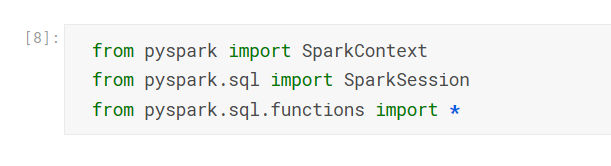 [8]:
from pyspark import SparkContext
from pyspark.sql import SparkSession
from pyspark.sql.functions import *